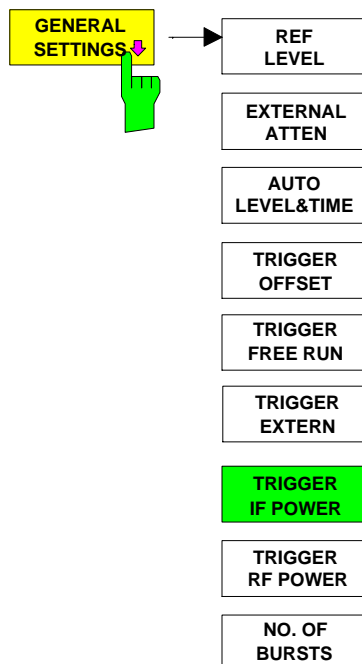 GENERAL
SETTINGS
REF
LEVEL
EXTERNAL
ATTEN
AUTO
LEVEL&TIME
TRIGGER
OFFSET
TRIGGER
FREE RUN
TRIGGER
EXTERN
TRIGGER
IF POWER
TRIGGER
RF POWER
NO. OF
BURSTS